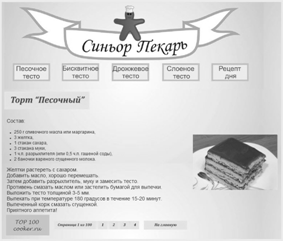 Синьор Пекарь
Песочное тесто
Бисквитное тесто
Дрожжевое тесто
Слоеное тесто
Рецепт дня
Торт "Песочный"
Состав
250 г сливочного масла или маргарина,
3 желтка,
1 стакан сахара,
3 стакана муки,
1 ч.л. разрыхлителя (или 0,5 ч.л. гашеной соды),
2 баночки вареного сгущенного молока.
Желтки растереть с сахаром.
Добавить масло, хорошо перемешать.
Затем добавить разрыхлитель, муку и замесить тесто.
Противень смазать маслом или застелить бумагой для выпечки.
Выложить тесто толщиной 3-5 мм.
Выпекать при температуре 180 градусов в течение 15-20 минут
Выпеченный корж смазать сгущенкой.
Приятного аппетита!
TOP 100
cooker.ru
Страница 1 из 100 1 2 3 4 На главную